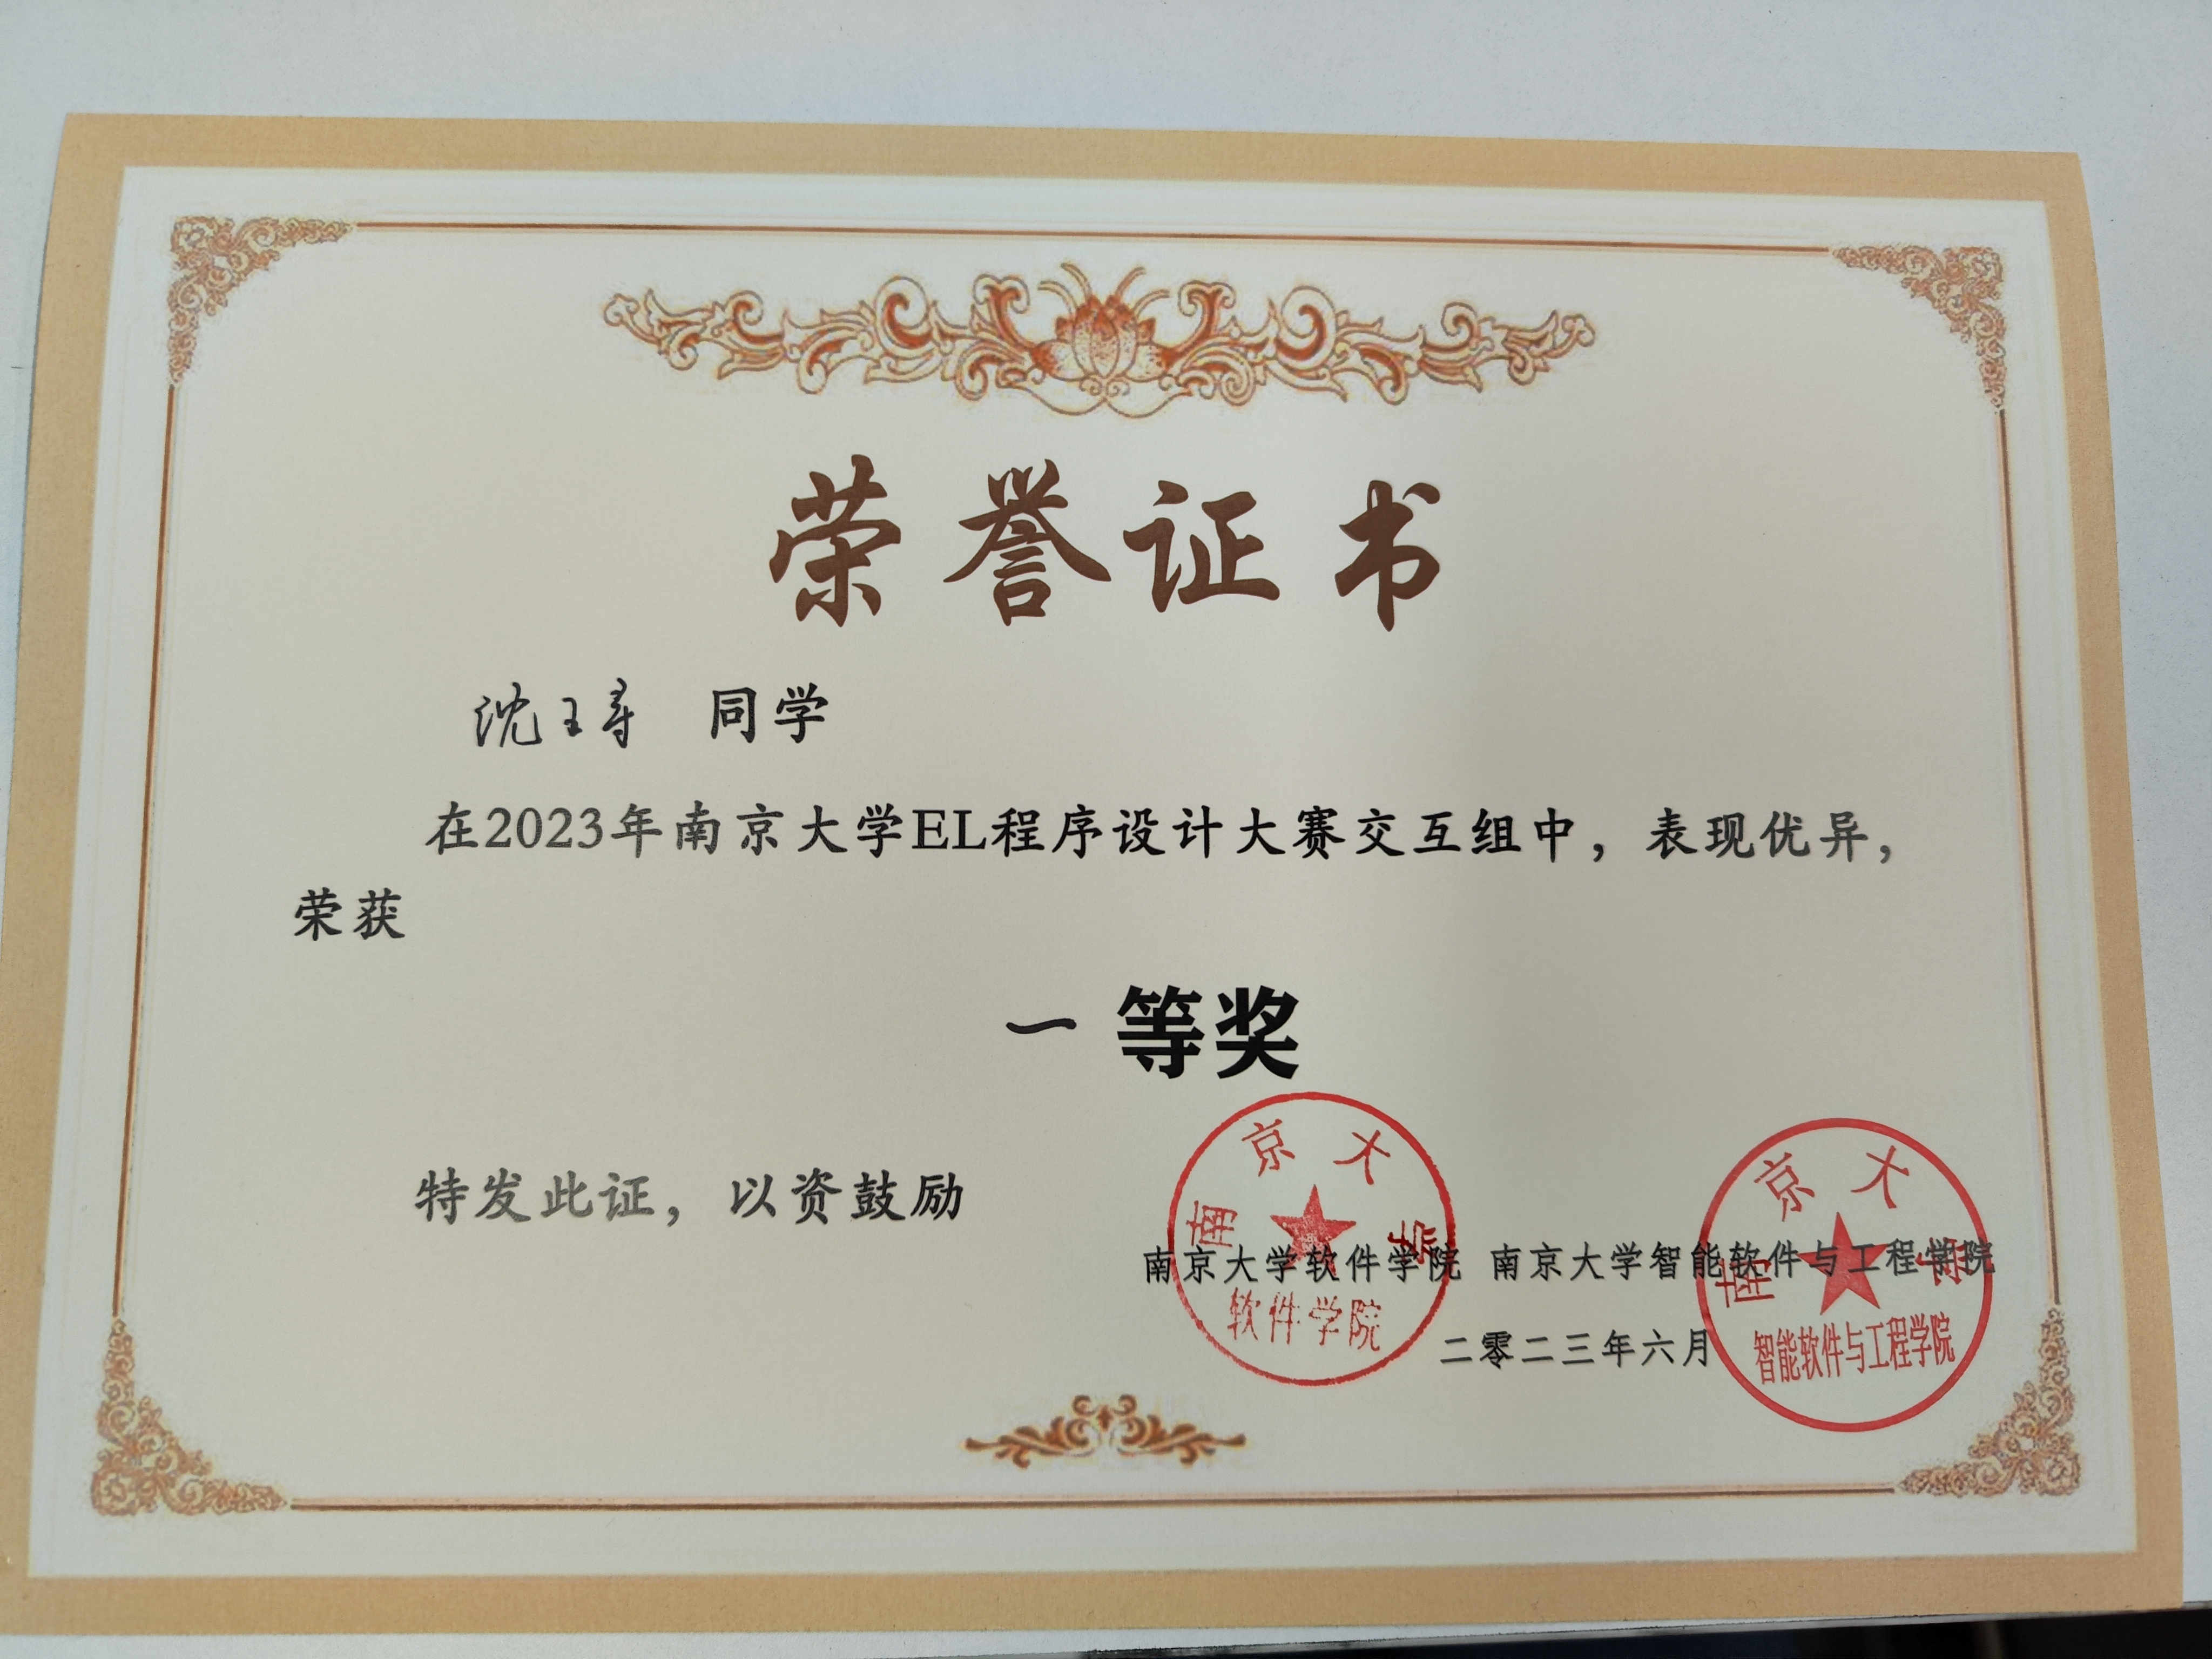 荣誉证书
沈王寻 同学
在2023年南京大学EL程序设计大赛交互组中，表现优异，
荣获
一 等奖
特发此证，以资鼓励
南京大学软件学院 南京大学智能软件与工程学院
二零二三年六月
南京大学
软件学院
南京大学
智能软件与工程学院